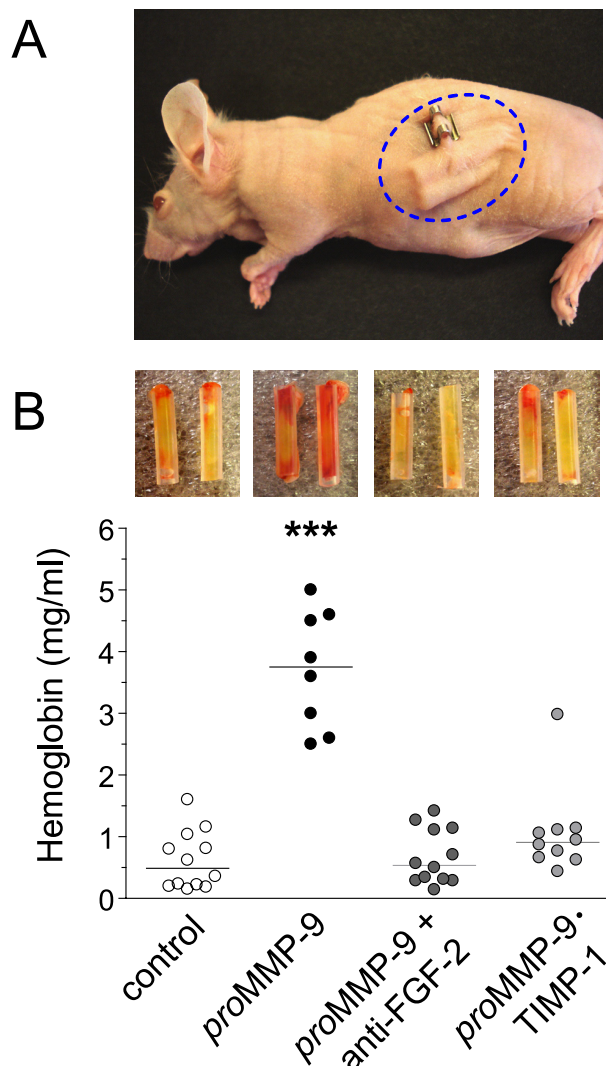 A
B
***
6
5
4
3
2
1
0
Hemoglobin (mg/ml)
control
proMMP-9
proMMP-9 +
anti-FGF-2
proMMP-9•
TIMP-1